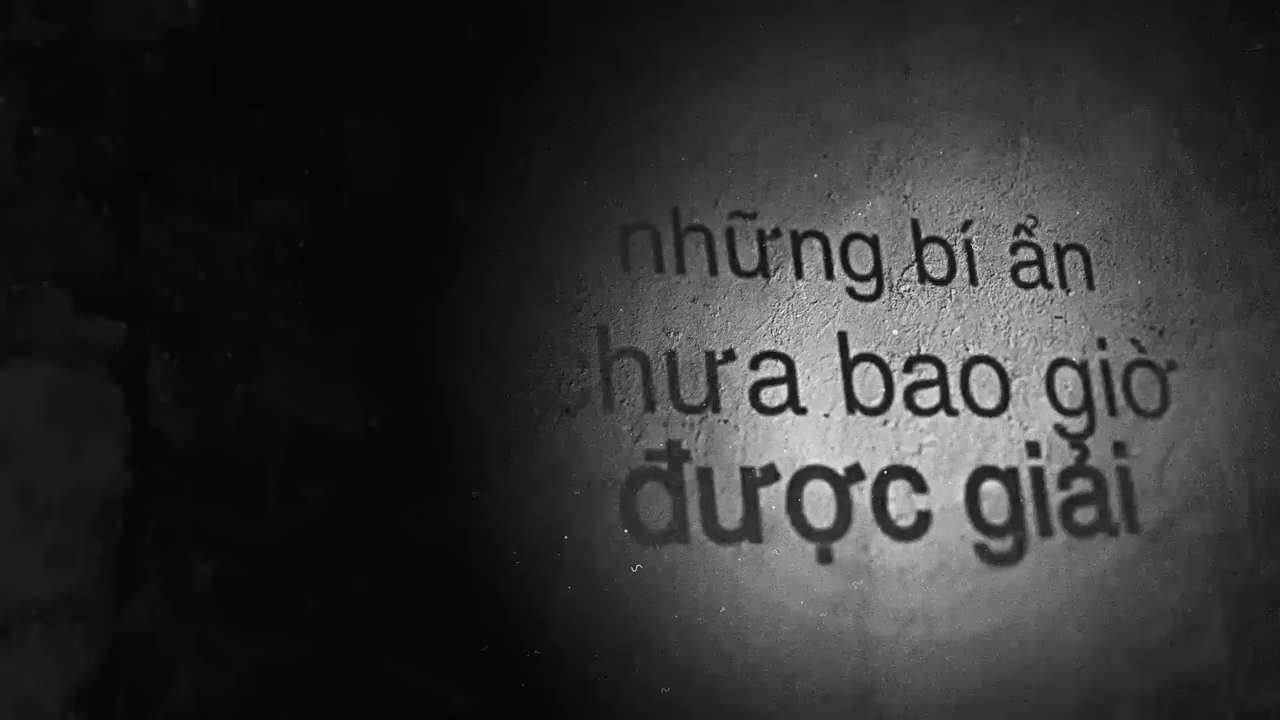 những bí ẩn
chưa bao giờ
được giải